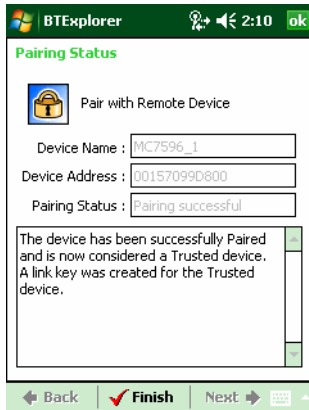 BTExplorer 2:10 ok
Pairing Status
Pair with Remote Device
Device Name : MC7596_1
Device Address : 00157099D800
Pairing Status : Pairing successful
The device has been successfully Paired
and is now considered a Trusted device.
A link key was created for the Trusted
device.
Back Finish Next